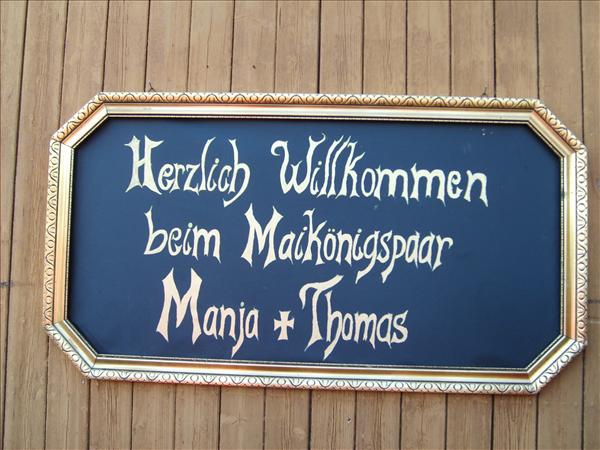 Herzlich Willkommen
beim Maikönigspaar
Manja + Thomas